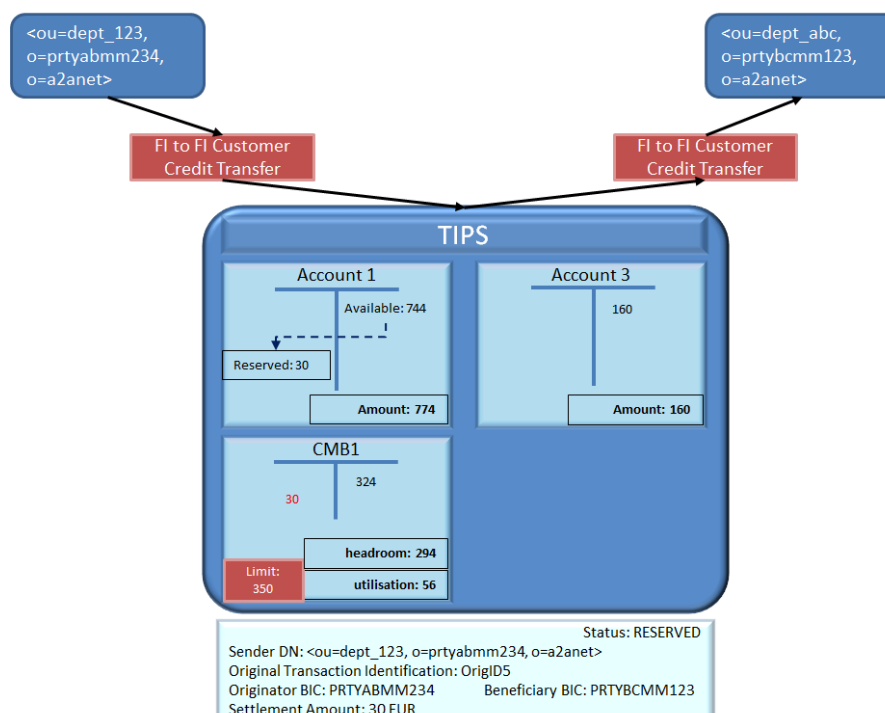 <ou=dept_123,
o=prtyabmm234,
o=a2anet>
<ou=dept_abc,
o=prtybcmm123,
o=a2anet>
FI to FI Customer
Credit Transfer
FI to FI Customer
Credit Transfer
TIPS
Account 1
Available: 744
Reserved: 30
Amount: 774
Account 3
160
Amount: 160
CMB1
324
30
headroom: 294
Limit:
350
utilisation: 56
Status: RESERVED
Sender DN: <ou=dept_123, o=prtyabmm234, o=a2anet>
Original Transaction Identification: OrigID5
Originator BIC: PRTYABMM234 Beneficiary BIC: PRTYBCMM123
Settlement Amount: 30 EUR